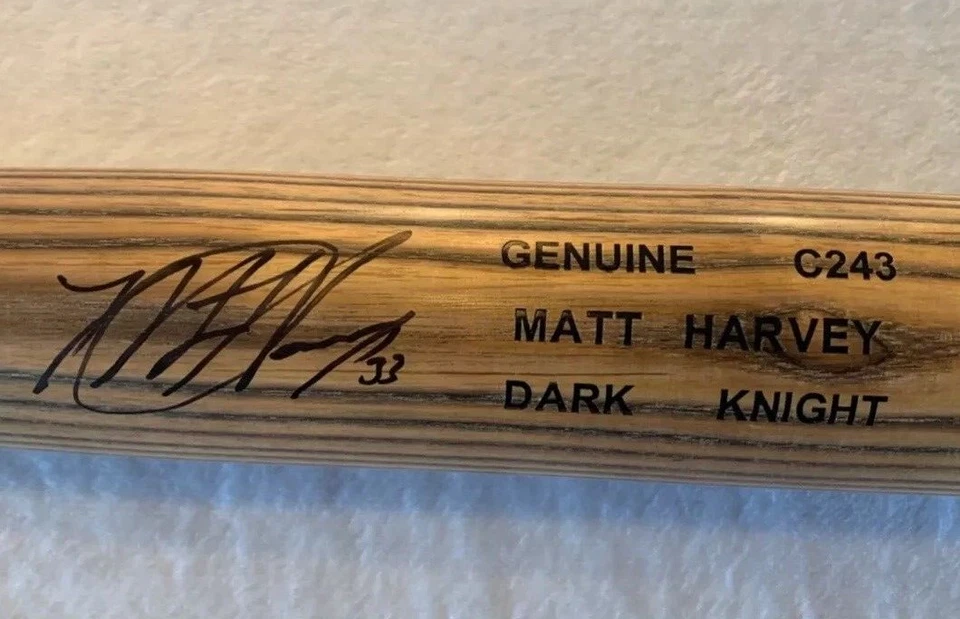 GENUINE C243
MATT HARVEY
DARK KNIGHT
33